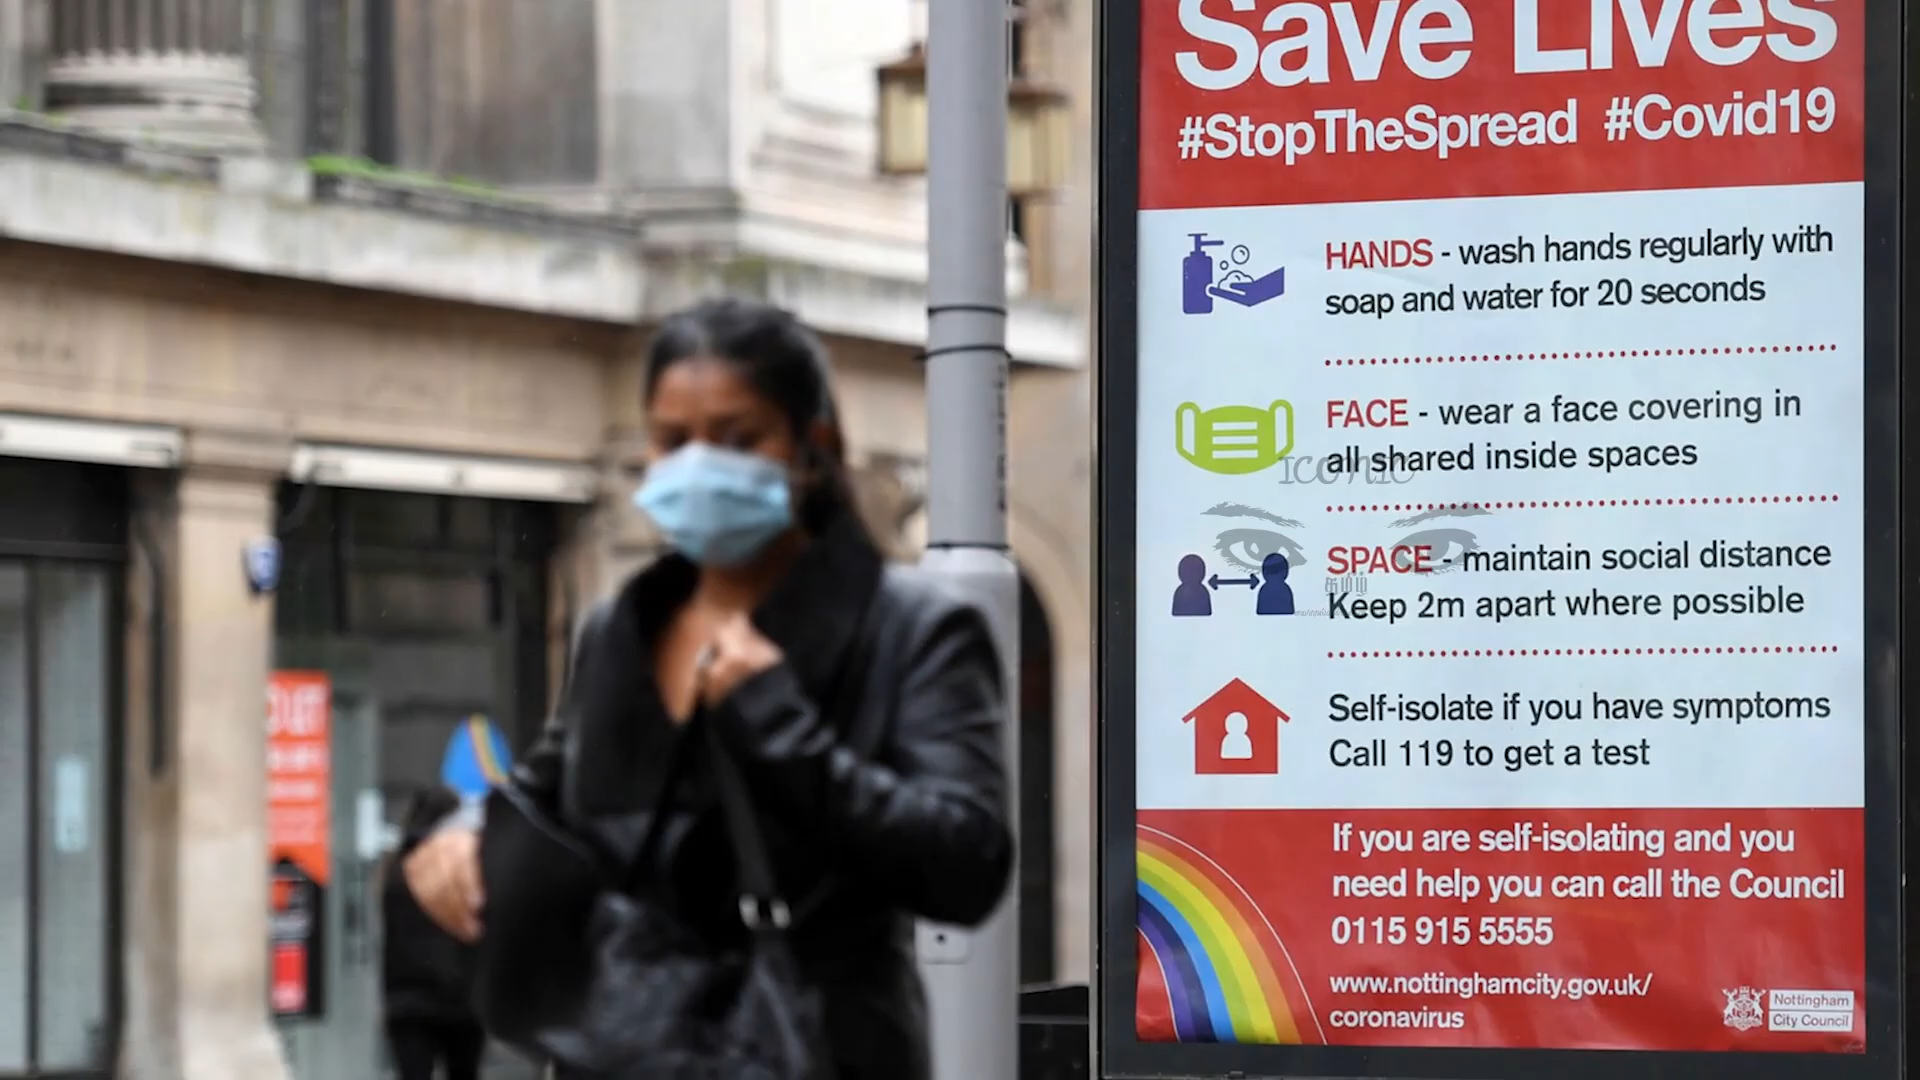 Save Lives
#StopTheSpread #Covid19
HANDS - wash hands regularly with
soap and water for 20 seconds
FACE - wear a face covering in
all shared inside spaces
ICONIC
SPACE - maintain social distance
தமிழ்
Keep 2m apart where possible
Self-isolate if you have symptoms
Call 119 to get a test
If you are self-isolating and you
need help you can call the Council
0115 915 5555
www.nottinghamcity.gov.uk/
coronavirus
Nottingham
City Council